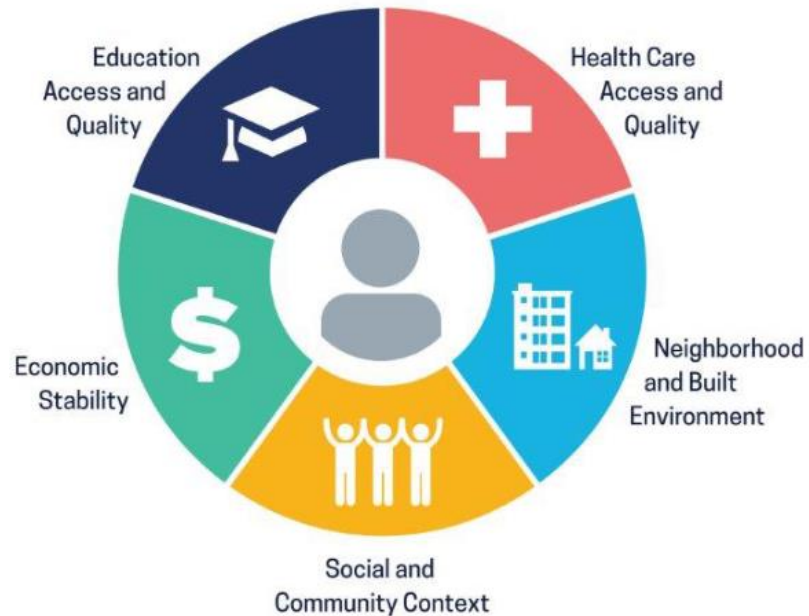 Education
Access and
Quality
Health Care
Access and
Quality
Economic
Stability
$
Neighborhood
and Built
Environment
Social and
Community Context